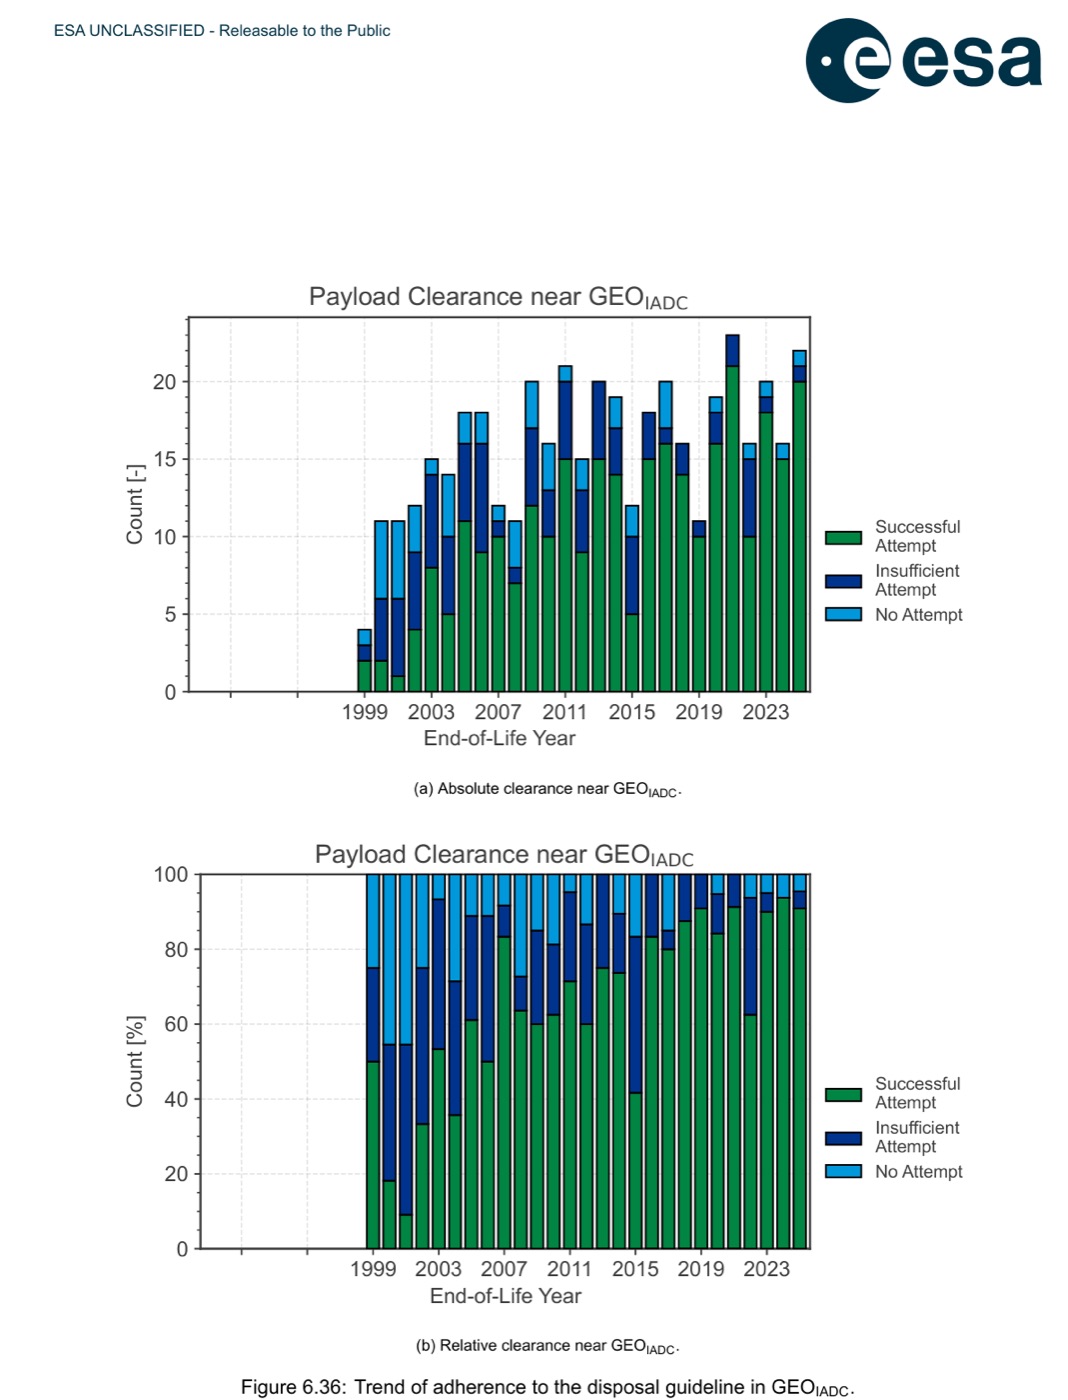 ESA UNCLASSIFIED - Releasable to the Public
esa
Payload Clearance near GEOIADC
20
15
10
5
0
Count [-]
1999 2003 2007 2011 2015 2019 2023
End-of-Life Year
Successful
Attempt
Insufficient
Attempt
No Attempt
(a) Absolute clearance near GEOIADC.
Payload Clearance near GEOIADC
100
80
60
40
20
0
Count [%]
1999 2003 2007 2011 2015 2019 2023
End-of-Life Year
Successful
Attempt
Insufficient
Attempt
No Attempt
(b) Relative clearance near GEOIADC.
Figure 6.36: Trend of adherence to the disposal guideline in GEOIADC.